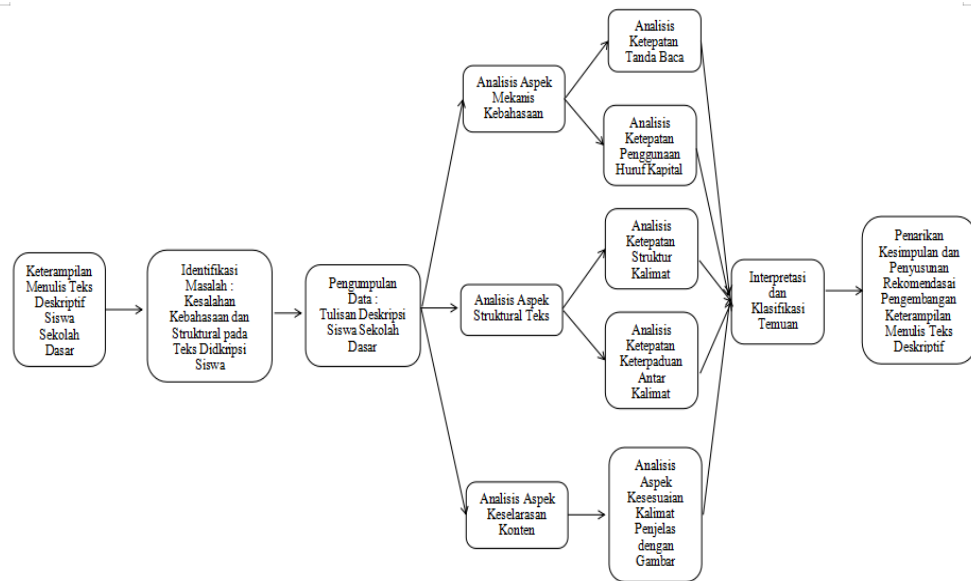 Keterampilan
Menulis Teks
Deskriptif
Siswa
Sekolah
Dasar
Identifikasi
Masalah :
Kesalahan
Kebahasaan dan
Struktural pada
Teks Didkripsi
Siswa
Pengumpulan
Data :
Tulisan Deskripsi
Siswa Sekolah
Dasar
Analisis Aspek
Mekanis
Kebahasaan
Analisis
Ketepatan
Tanda Baca
Analisis
Ketepatan
Penggunaan
Huruf Kapital
Analisis Aspek
Struktural Teks
Analisis
Ketepatan
Struktur
Kalimat
Analisis
Ketepatan
Keterpaduan
Antar
Kalimat
Analisis Aspek
Keselarasan
Konten
Analisis
Aspek
Kesesuaian
Kalimat
Penjelas
dengan
Gambar
Interpretasi
dan
Klasifikasi
Temuan
Penarikan
Kesimpulan dan
Penyusunan
Rekomendasai
Pengembangan
Keterampilan
Menulis Teks
Deskriptif